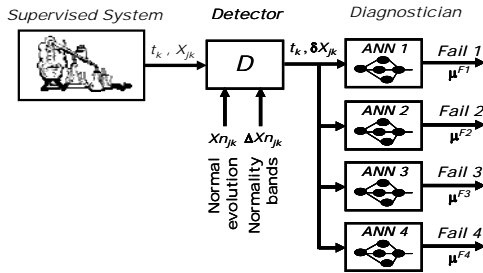 Supervised System
Detector
Diagnostician
t_k , X_jk
D
t_k , δX_jk
Xn_jk
ΔXn_jk
Normal
evolution
Normality
bands
ANN 1
Fail 1
μ^F1
ANN 2
Fail 2
μ^F2
ANN 3
Fail 3
μ^F3
ANN 4
Fail 4
μ^F4